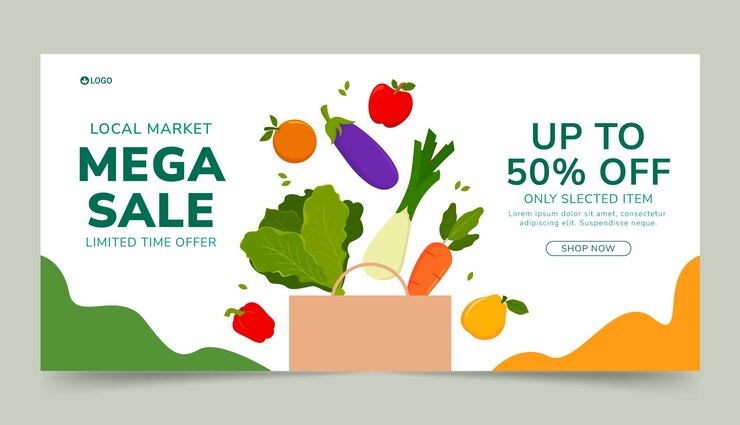 LOGO
LOCAL MARKET
MEGA
SALE
LIMITED TIME OFFER
UP TO
50% OFF
ONLY SLECTED ITEM
Lorem ipsum dolor sit amet, consectetur
adipiscing elit. Suspendisse neque.
SHOP NOW